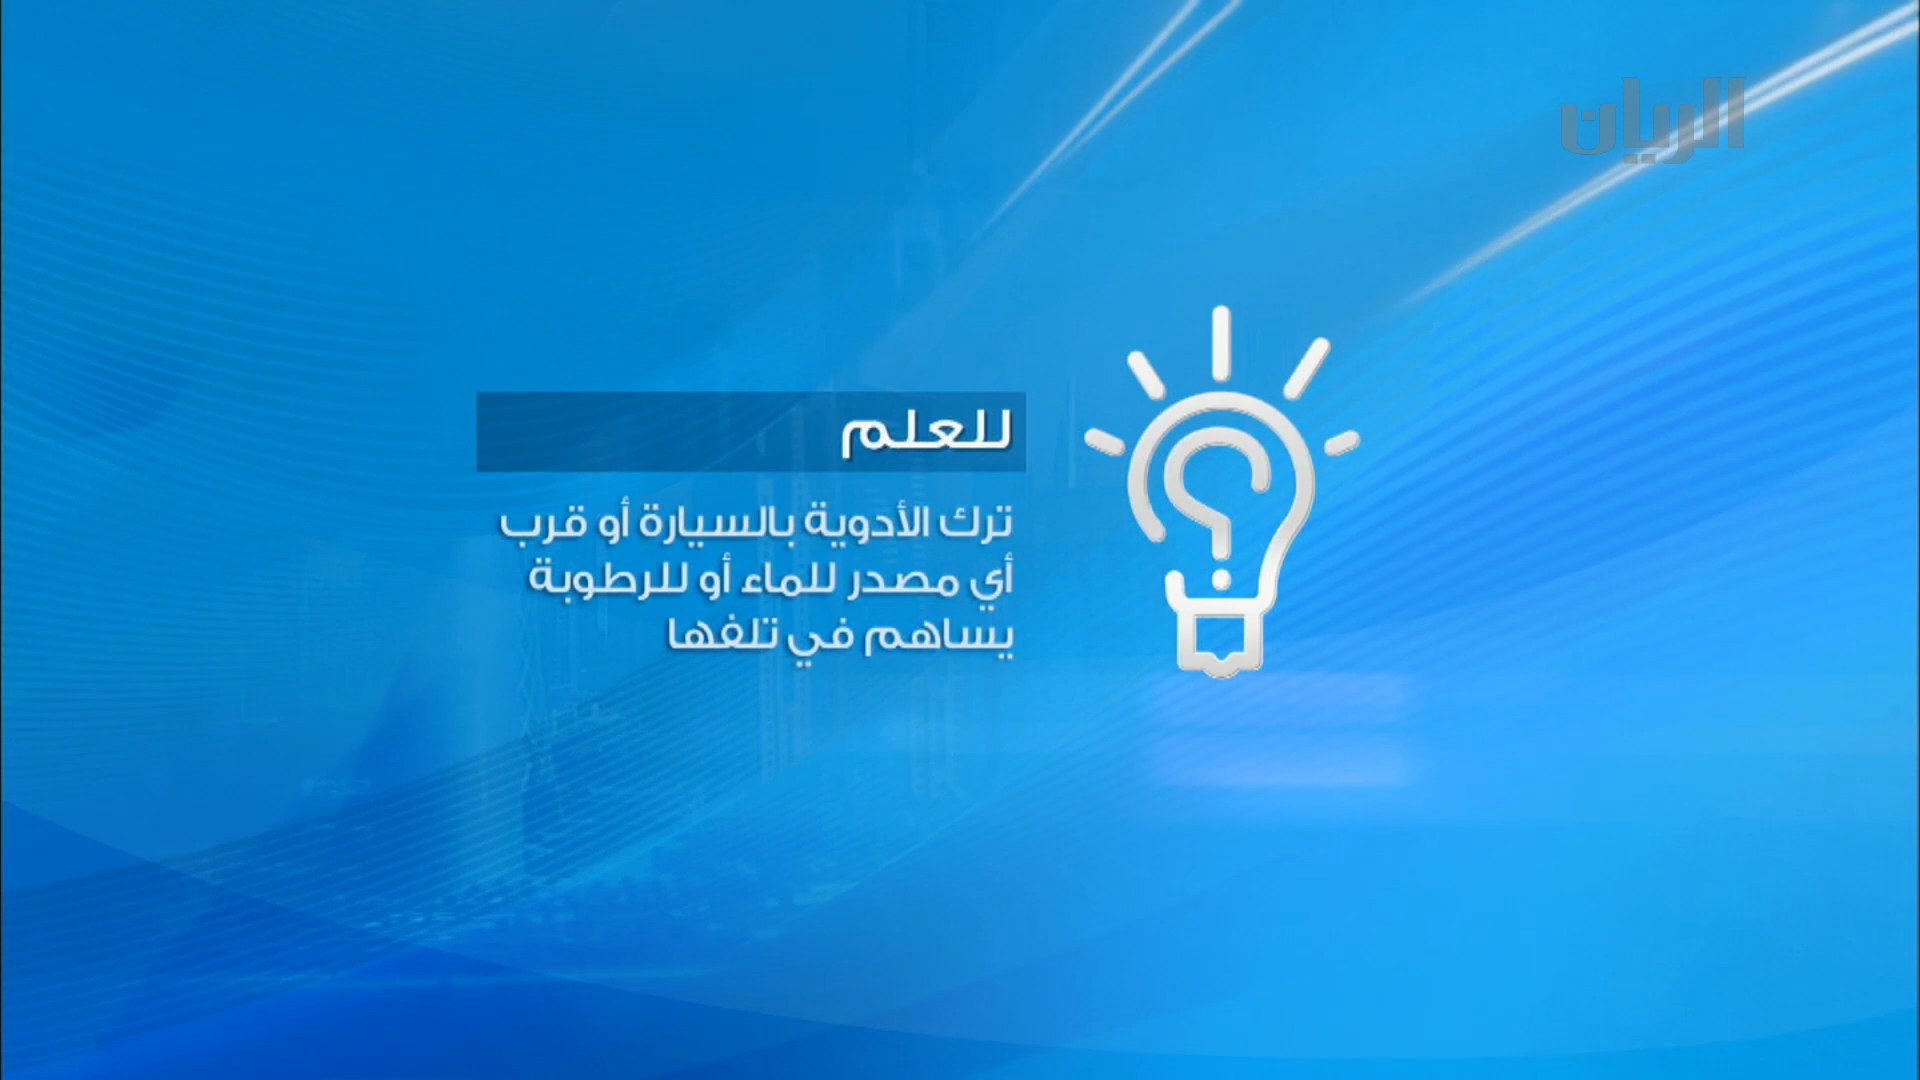 الريان
للعلم
ترك الأدوية بالسيارة أو قرب
أي مصدر للماء أو للرطوبة
يساهم في تلفها